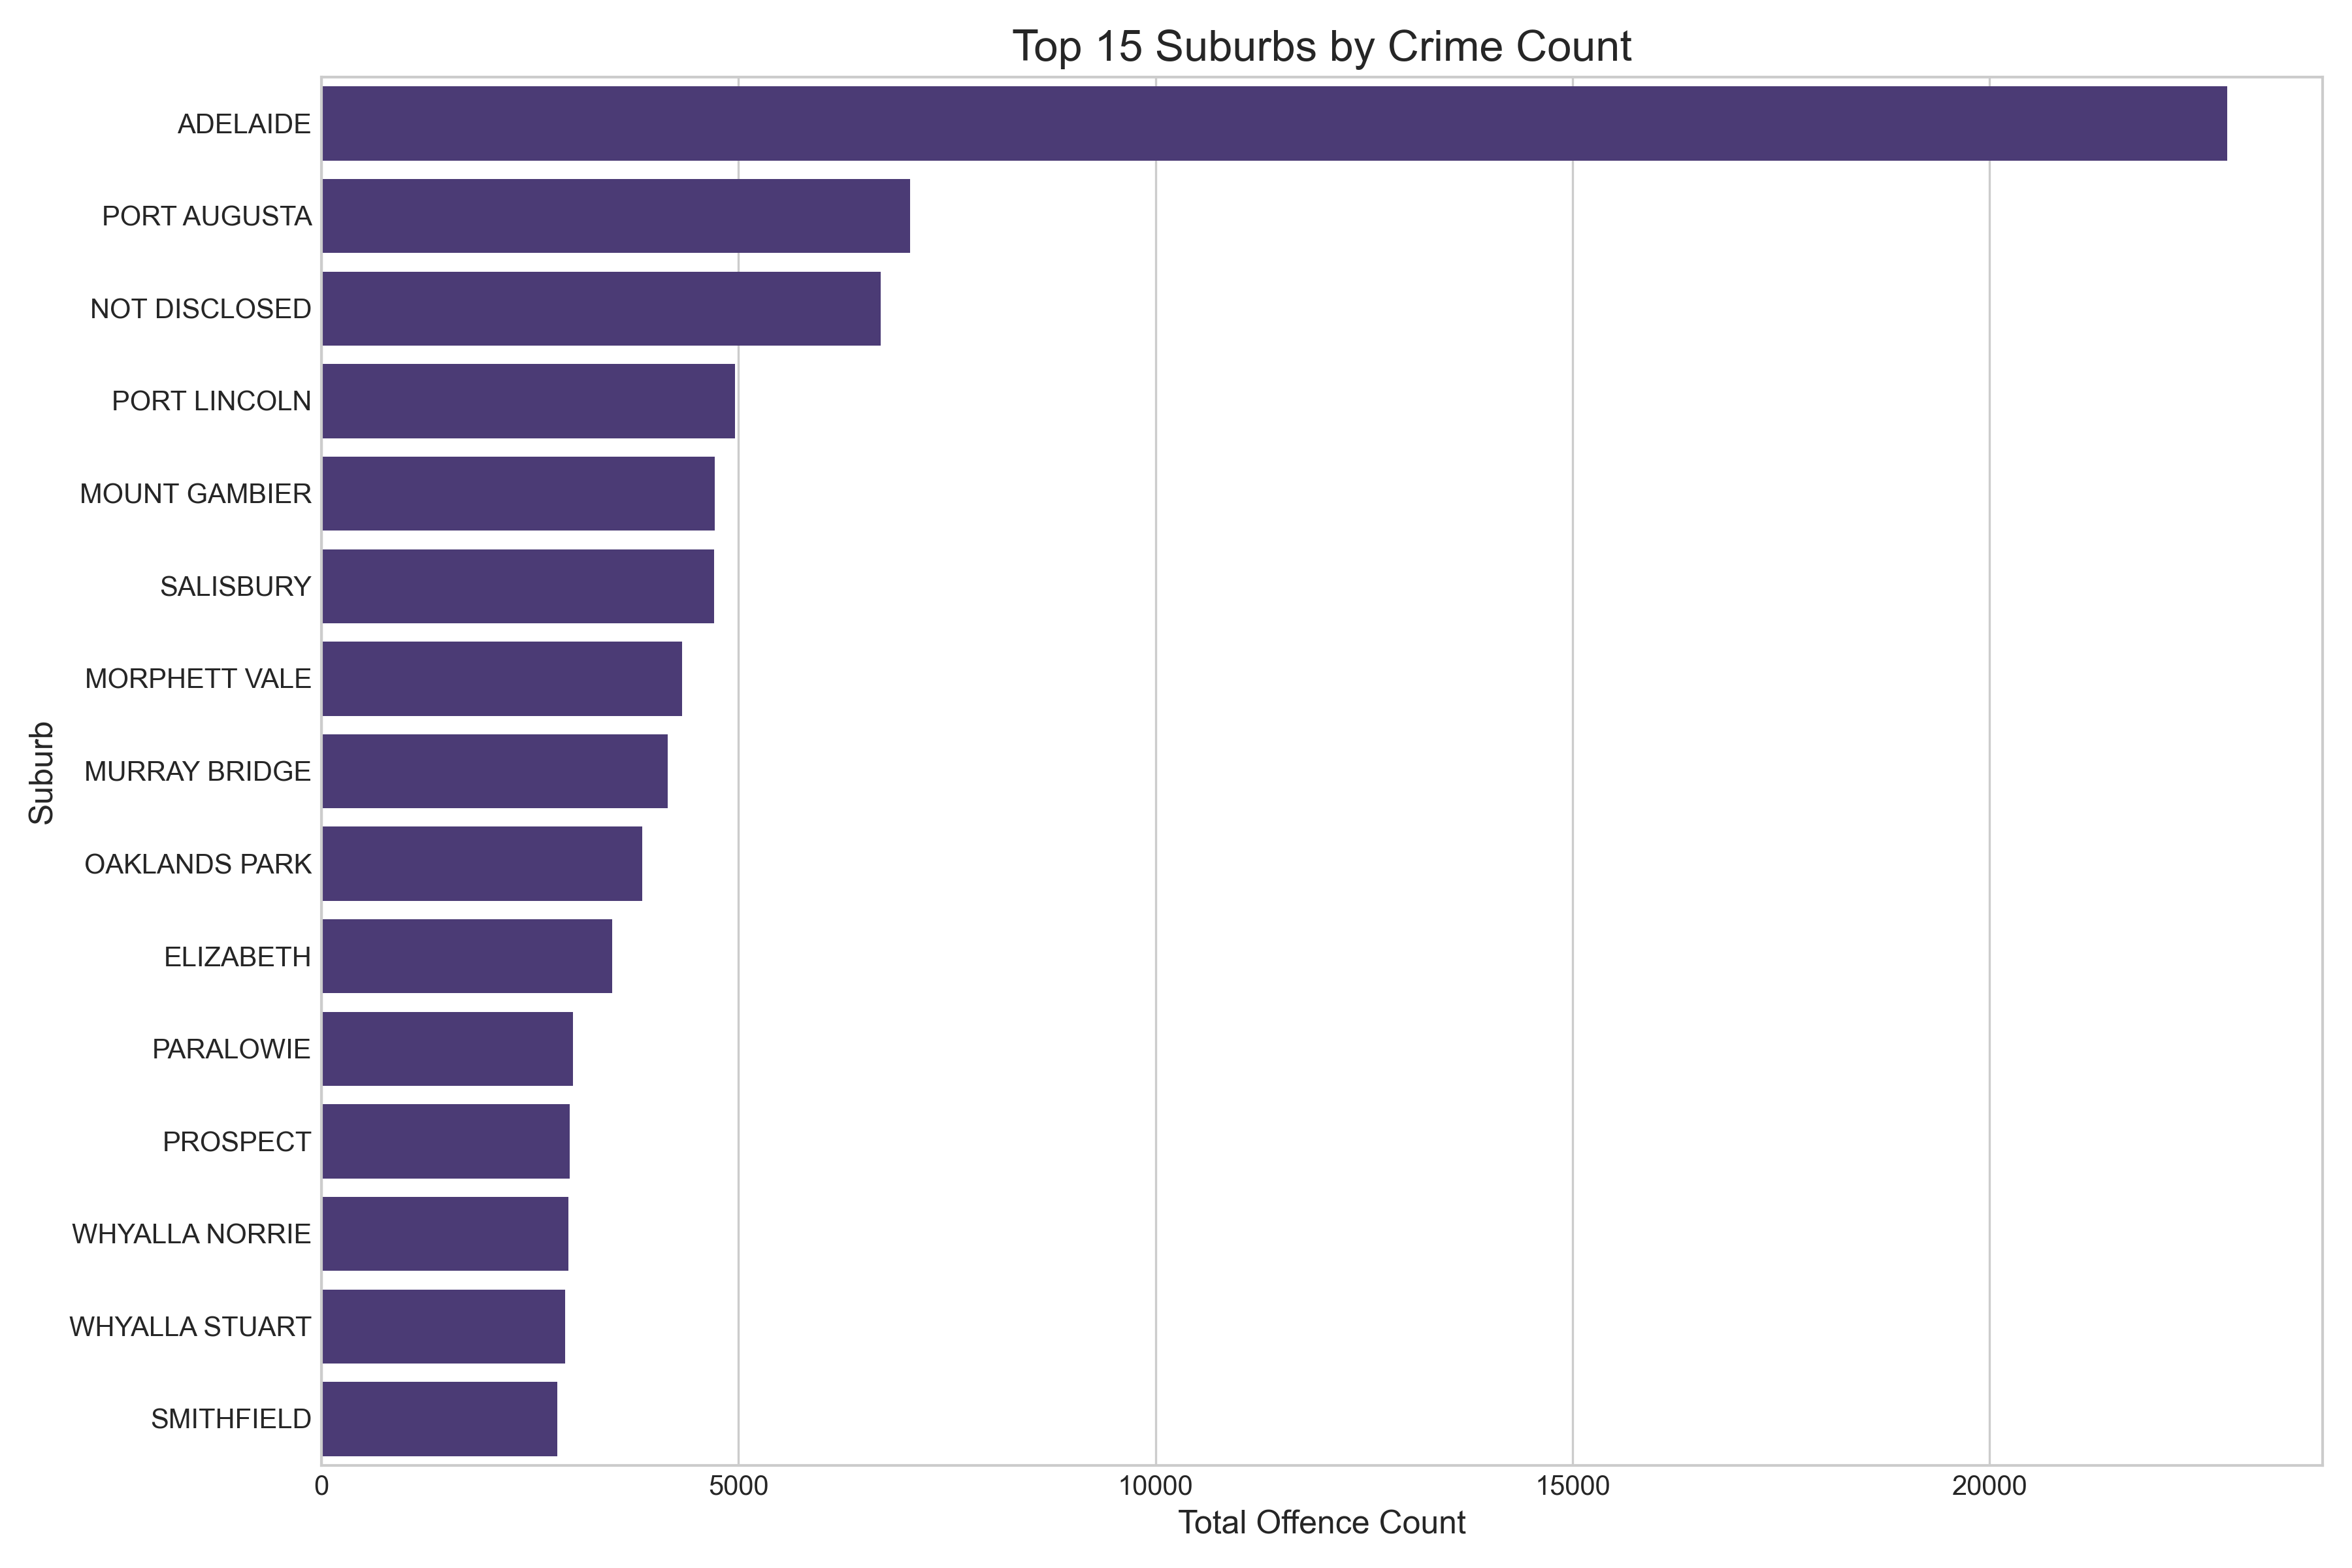 Top 15 Suburbs by Crime Count
Suburb
ADELAIDE
PORT AUGUSTA
NOT DISCLOSED
PORT LINCOLN
MOUNT GAMBIER
SALISBURY
MORPHETT VALE
MURRAY BRIDGE
OAKLANDS PARK
ELIZABETH
PARALOWIE
PROSPECT
WHYALLA NORRIE
WHYALLA STUART
SMITHFIELD
0 5000 10000 15000 20000
Total Offence Count